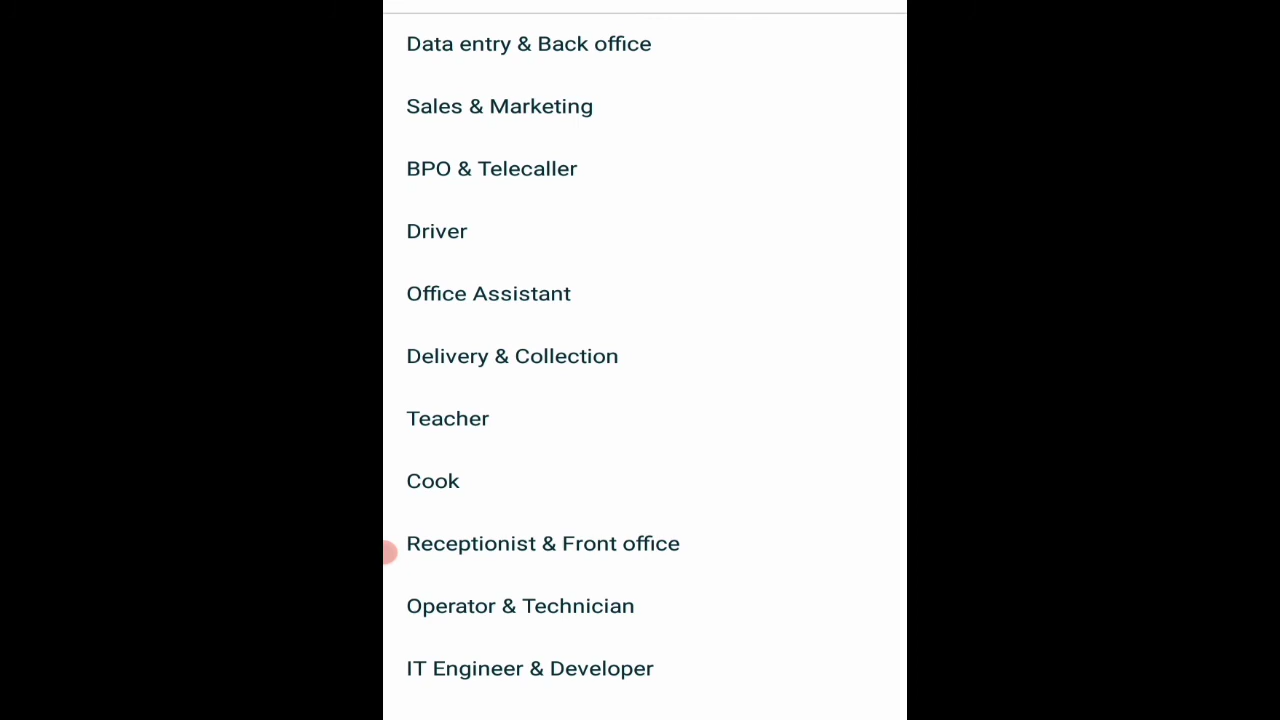 Data entry & Back office
Sales & Marketing
BPO & Telecaller
Driver
Office Assistant
Delivery & Collection
Teacher
Cook
Receptionist & Front office
Operator & Technician
IT Engineer & Developer